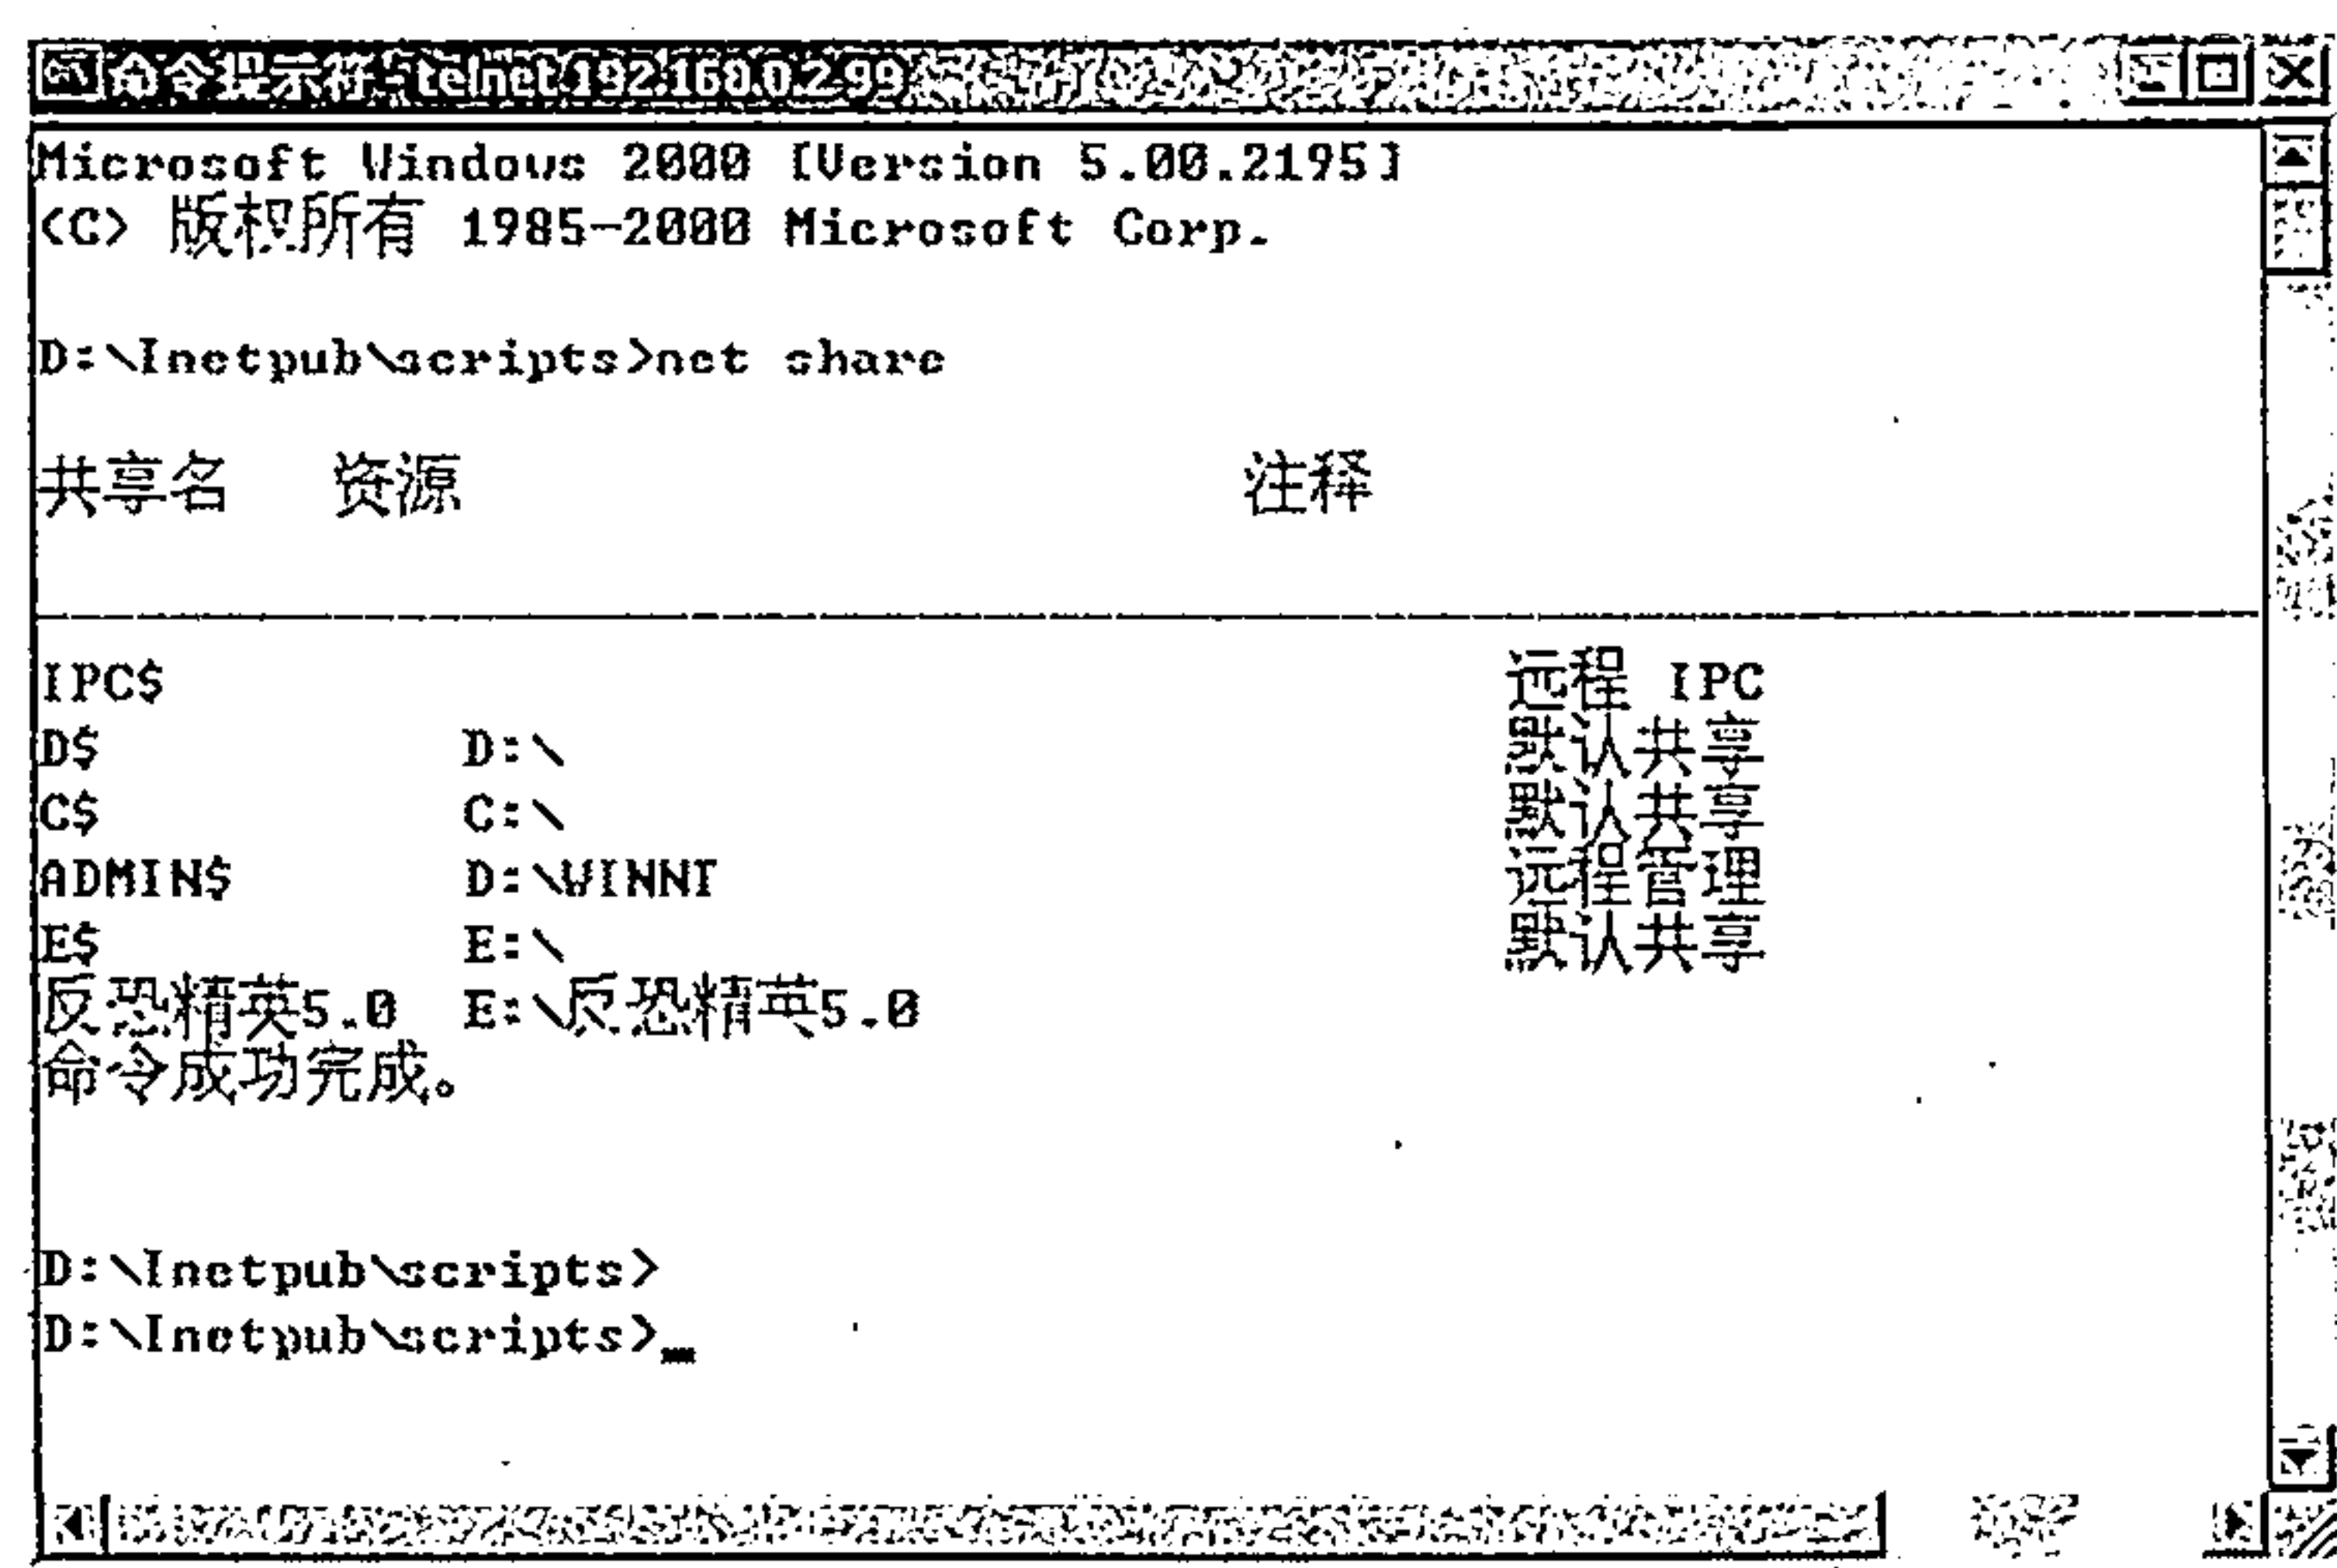 命令提示符 - telnet 192.168.0.2 99
Microsoft Windows 2000 [Version 5.00.2195]
(C) 版权所有 1985-2000 Microsoft Corp.
D:\Inetpub\scripts>net share
共享名 资源 注释
IPC$ 远程 IPC
D$ D:\ 默认共享
C$ C:\ 默认共享
ADMIN$ D:\WINNT 远程管理
E$ E:\ 默认共享
反恐精英5.0 E:\反恐精英5.0
命令成功完成。
D:\Inetpub\scripts>
D:\Inetpub\scripts>_